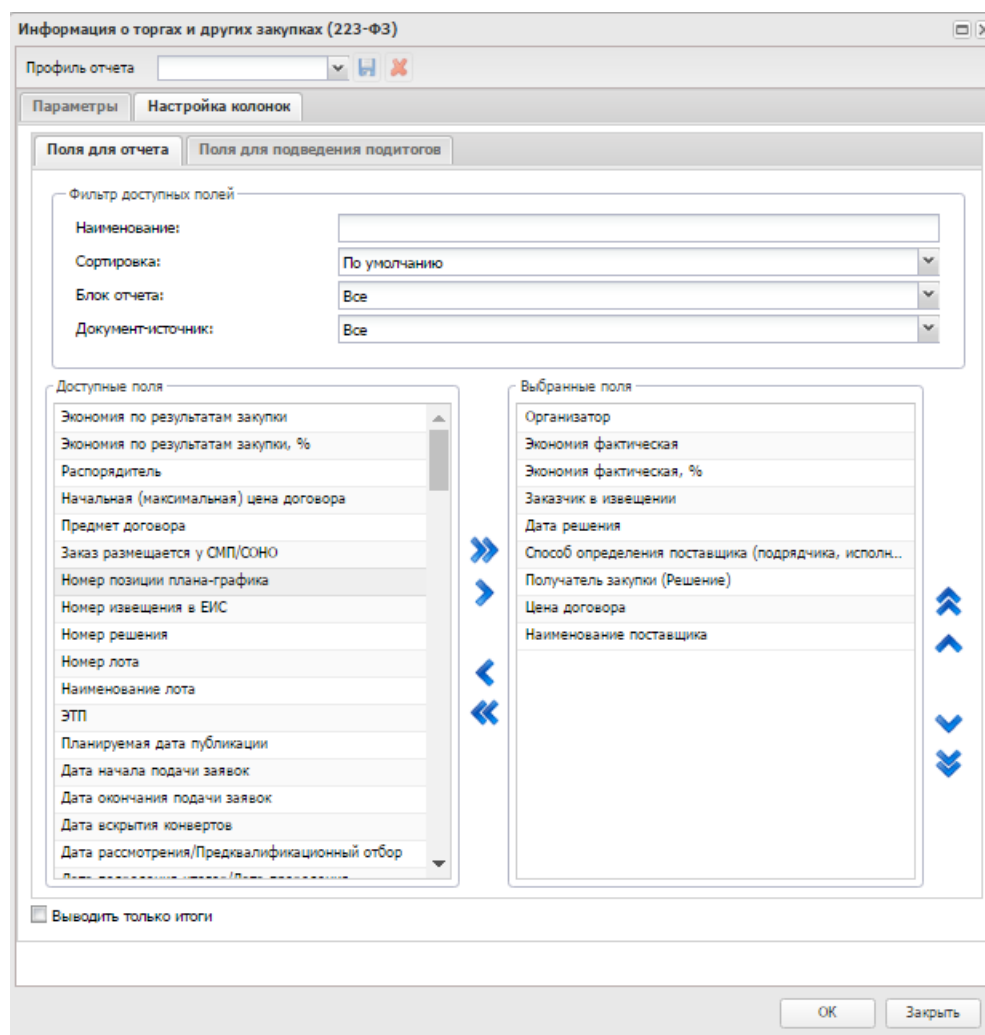 Информация о торгах и других закупках (223-ФЗ)
Профиль отчета
Параметры
Настройка колонок
Поля для отчета
Поля для подведения подитогов
Фильтр доступных полей
Наименование:
Сортировка:
По умолчанию
Блок отчета:
Все
Документ-источник:
Все
Доступные поля
Экономия по результатам закупки
Экономия по результатам закупки, %
Распорядитель
Начальная (максимальная) цена договора
Предмет договора
Заказ размещается у СМП/СОНО
Номер позиции плана-графика
Номер извещения в ЕИС
Номер решения
Номер лота
Наименование лота
ЭТП
Планируемая дата публикации
Дата начала подачи заявок
Дата окончания подачи заявок
Дата вскрытия конвертов
Дата рассмотрения/Предквалификационный отбор
Выбранные поля
Организатор
Экономия фактическая
Экономия фактическая, %
Заказчик в извещении
Дата решения
Способ определения поставщика (подрядчика, исполн...
Получатель закупки (Решение)
Цена договора
Наименование поставщика
Выводить только итоги
ОК
Закрыть